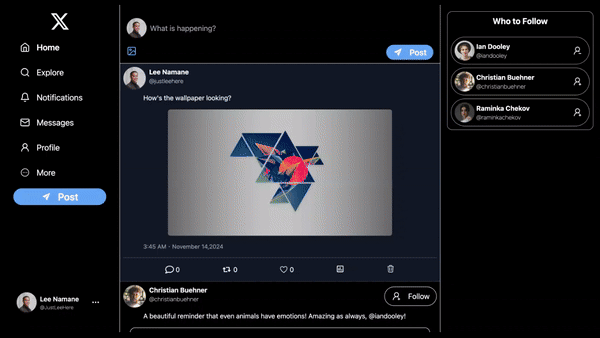 Home
Explore
Notifications
Messages
Profile
More
Post
Lee Namane
@JustLeeHere
What is happening?
Post
Lee Namane
@justleehere
How's the wallpaper looking?
3:45 AM · November 14,2024
0
0
0
Christian Buehner
@christianbuehner
Follow
A beautiful reminder that even animals have emotions! Amazing as always, @iandooley!
Who to Follow
Ian Dooley
@iandooley
Christian Buehner
@christianbuehner
Raminka Chekov
@raminkachekov